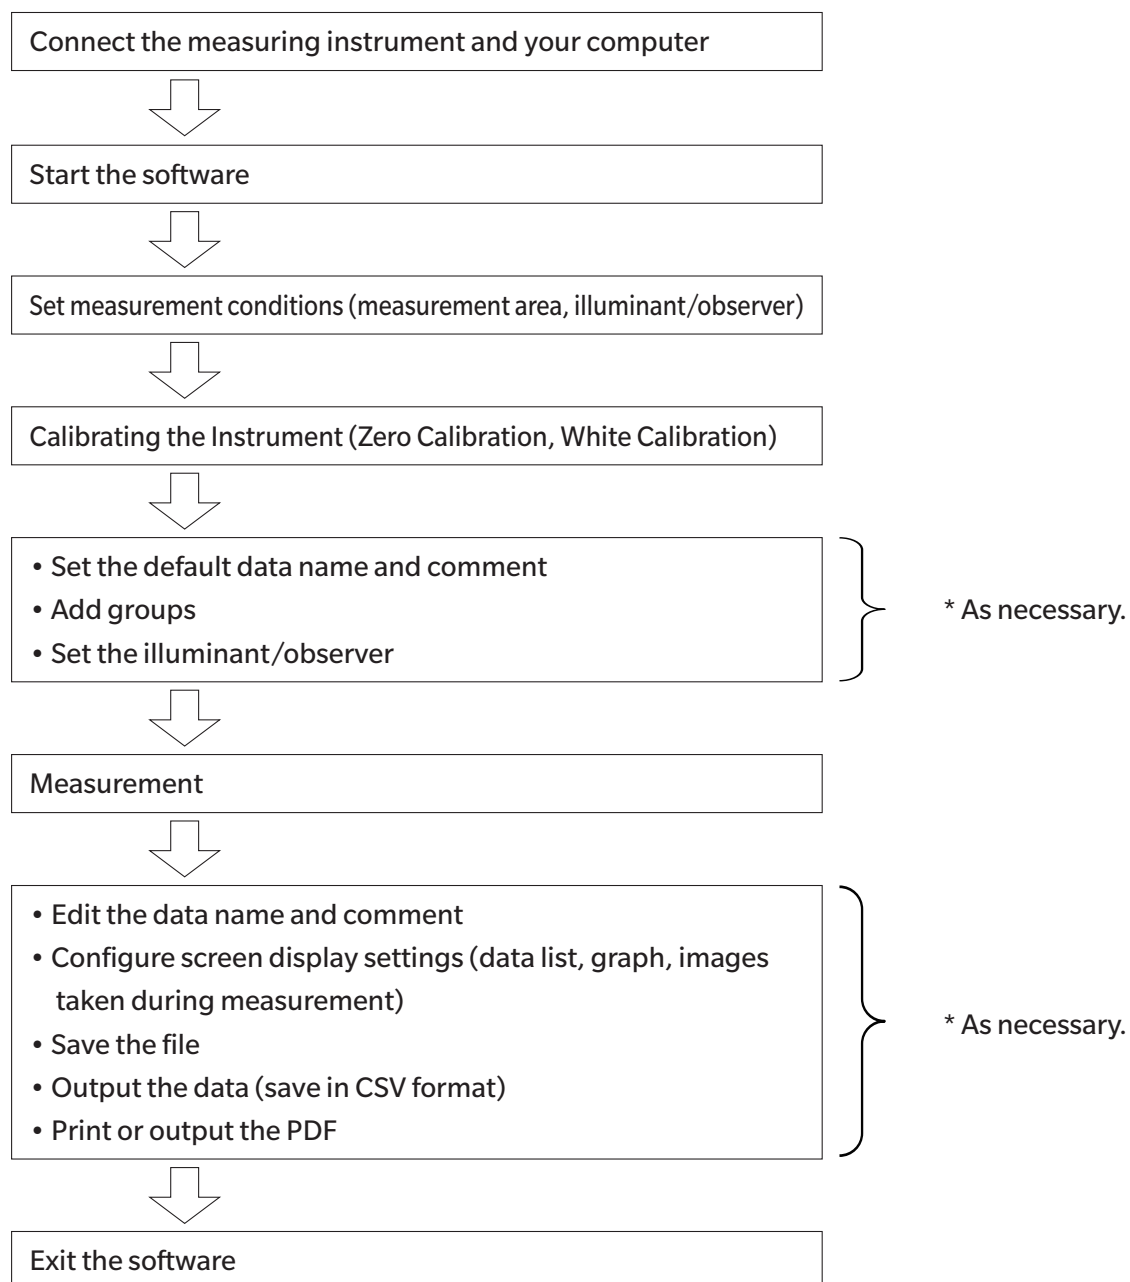 Connect the measuring instrument and your computer
Start the software
Set measurement conditions (measurement area, illuminant/observer)
Calibrating the Instrument (Zero Calibration, White Calibration)
• Set the default data name and comment
• Add groups
• Set the illuminant/observer
* As necessary.
Measurement
• Edit the data name and comment
• Configure screen display settings (data list, graph, images
taken during measurement)
• Save the file
• Output the data (save in CSV format)
• Print or output the PDF
* As necessary.
Exit the software